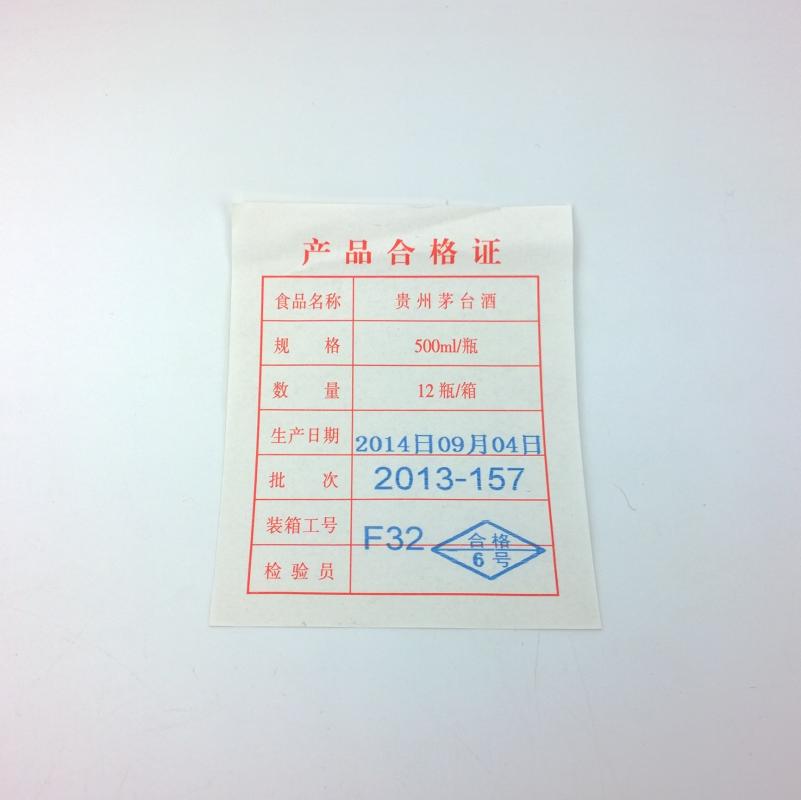 产品合格证
食品名称 贵州茅台酒
规格 500ml/瓶
数量 12瓶/箱
生产日期 2014日09月04日
批次 2013-157
装箱工号 F32
检验员 合格
6号